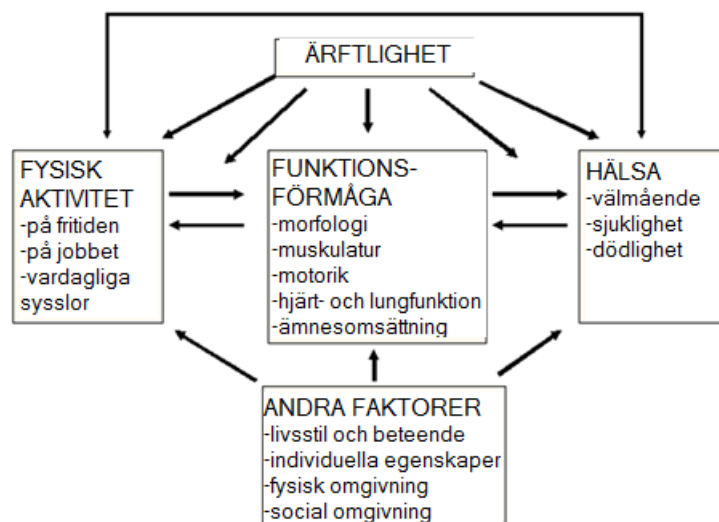 ÄRFTLIGHET
FYSISK
AKTIVITET
-på fritiden
-på jobbet
-vardagliga
sysslor
FUNKTIONS-
FÖRMÅGA
-morfologi
-muskulatur
-motorik
-hjärt- och lungfunktion
-ämnesomsättning
HÄLSA
-välmående
-sjuklighet
-dödlighet
ANDRA FAKTORER
-livsstil och beteende
-individuella egenskaper
-fysisk omgivning
-social omgivning